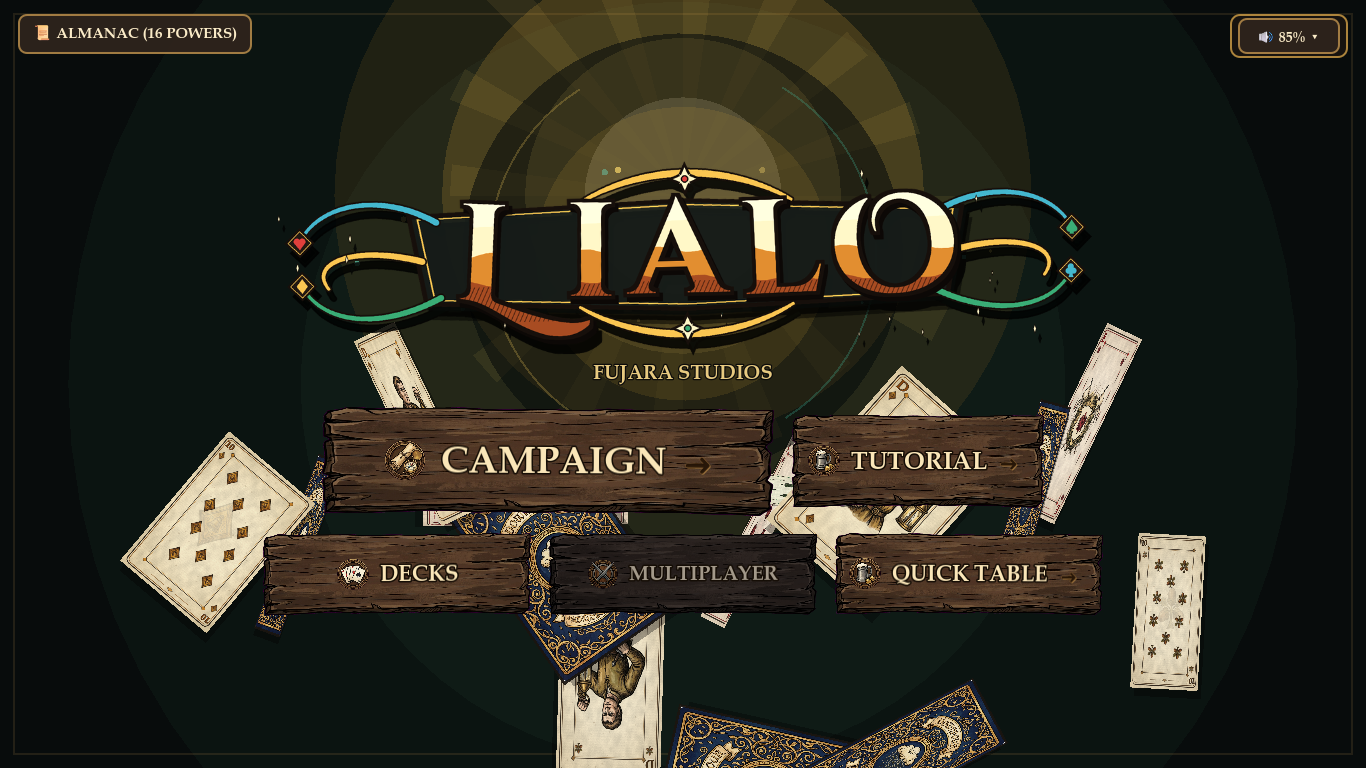 ALMANAC (16 POWERS)
85%
LIALO
FUJARA STUDIOS
CAMPAIGN →
TUTORIAL →
DECKS
MULTIPLAYER
QUICK TABLE →